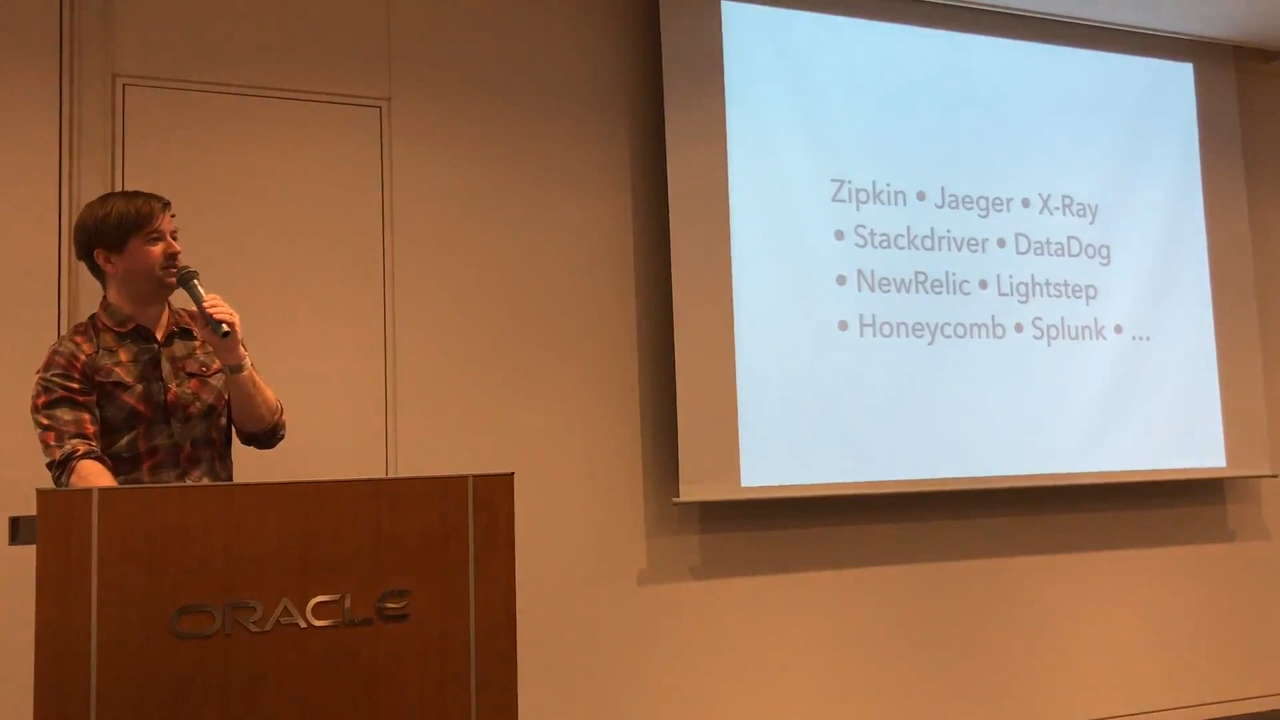 Zipkin • Jaeger • X-Ray
• Stackdriver • DataDog
• NewRelic • Lightstep
• Honeycomb • Splunk • ...
ORACLE